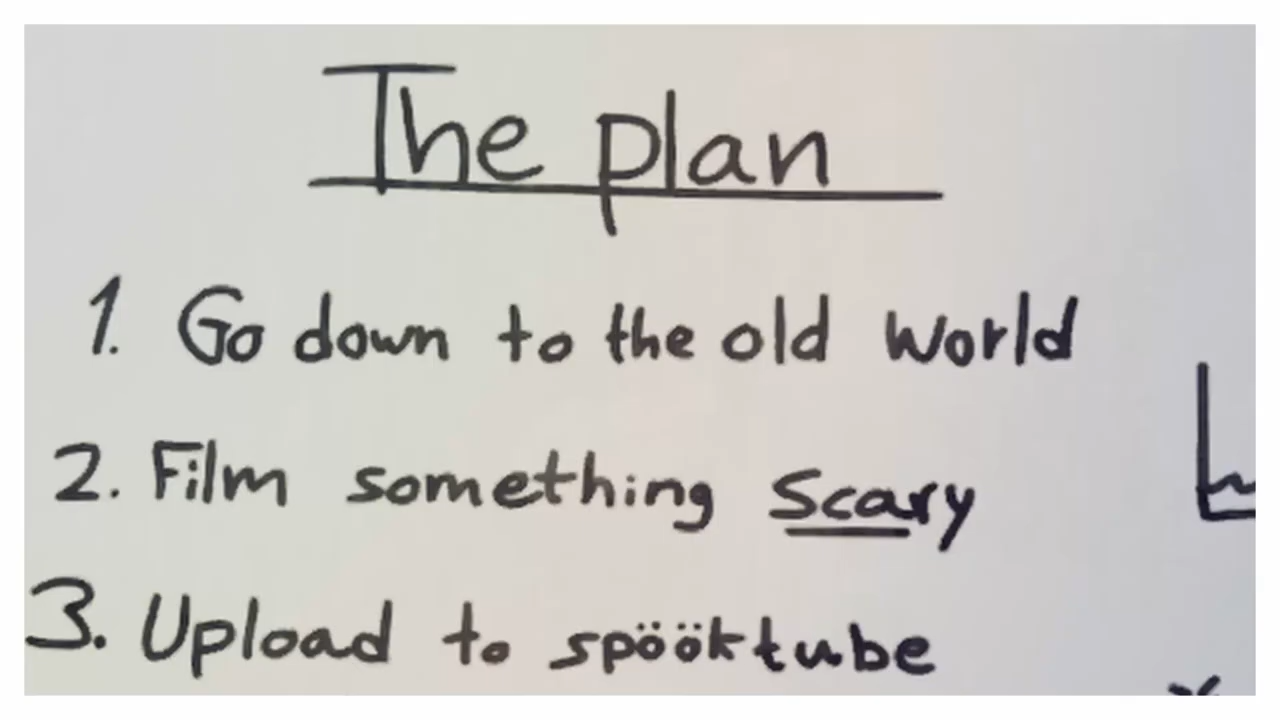 The plan
1. Go down to the old world
2. Film something scary
3. Upload to spööktube